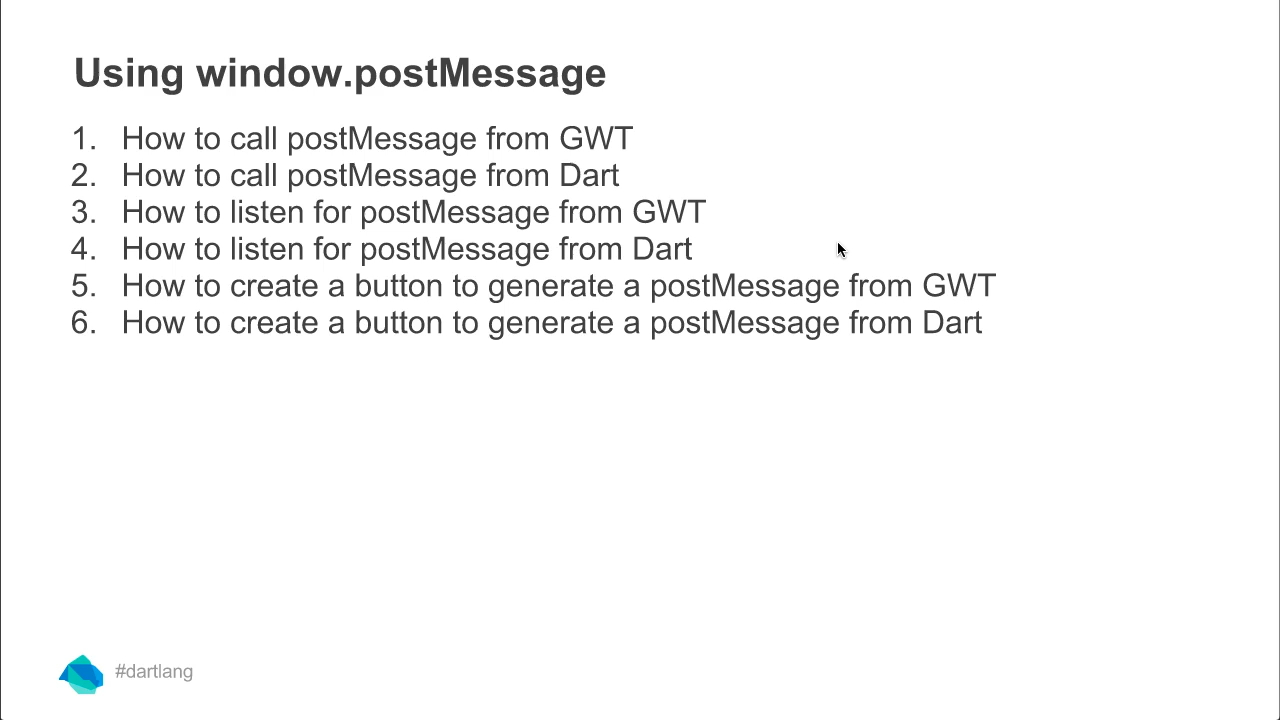 Using window.postMessage
1. How to call postMessage from GWT
2. How to call postMessage from Dart
3. How to listen for postMessage from GWT
4. How to listen for postMessage from Dart
5. How to create a button to generate a postMessage from GWT
6. How to create a button to generate a postMessage from Dart
#dartlang